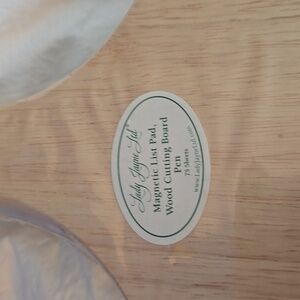 Lady Jayne Ltd.®
Magnetic List Pad,
Wood Cutting Board
Pen
75 Sheets
www.LadyJayneLtd.com